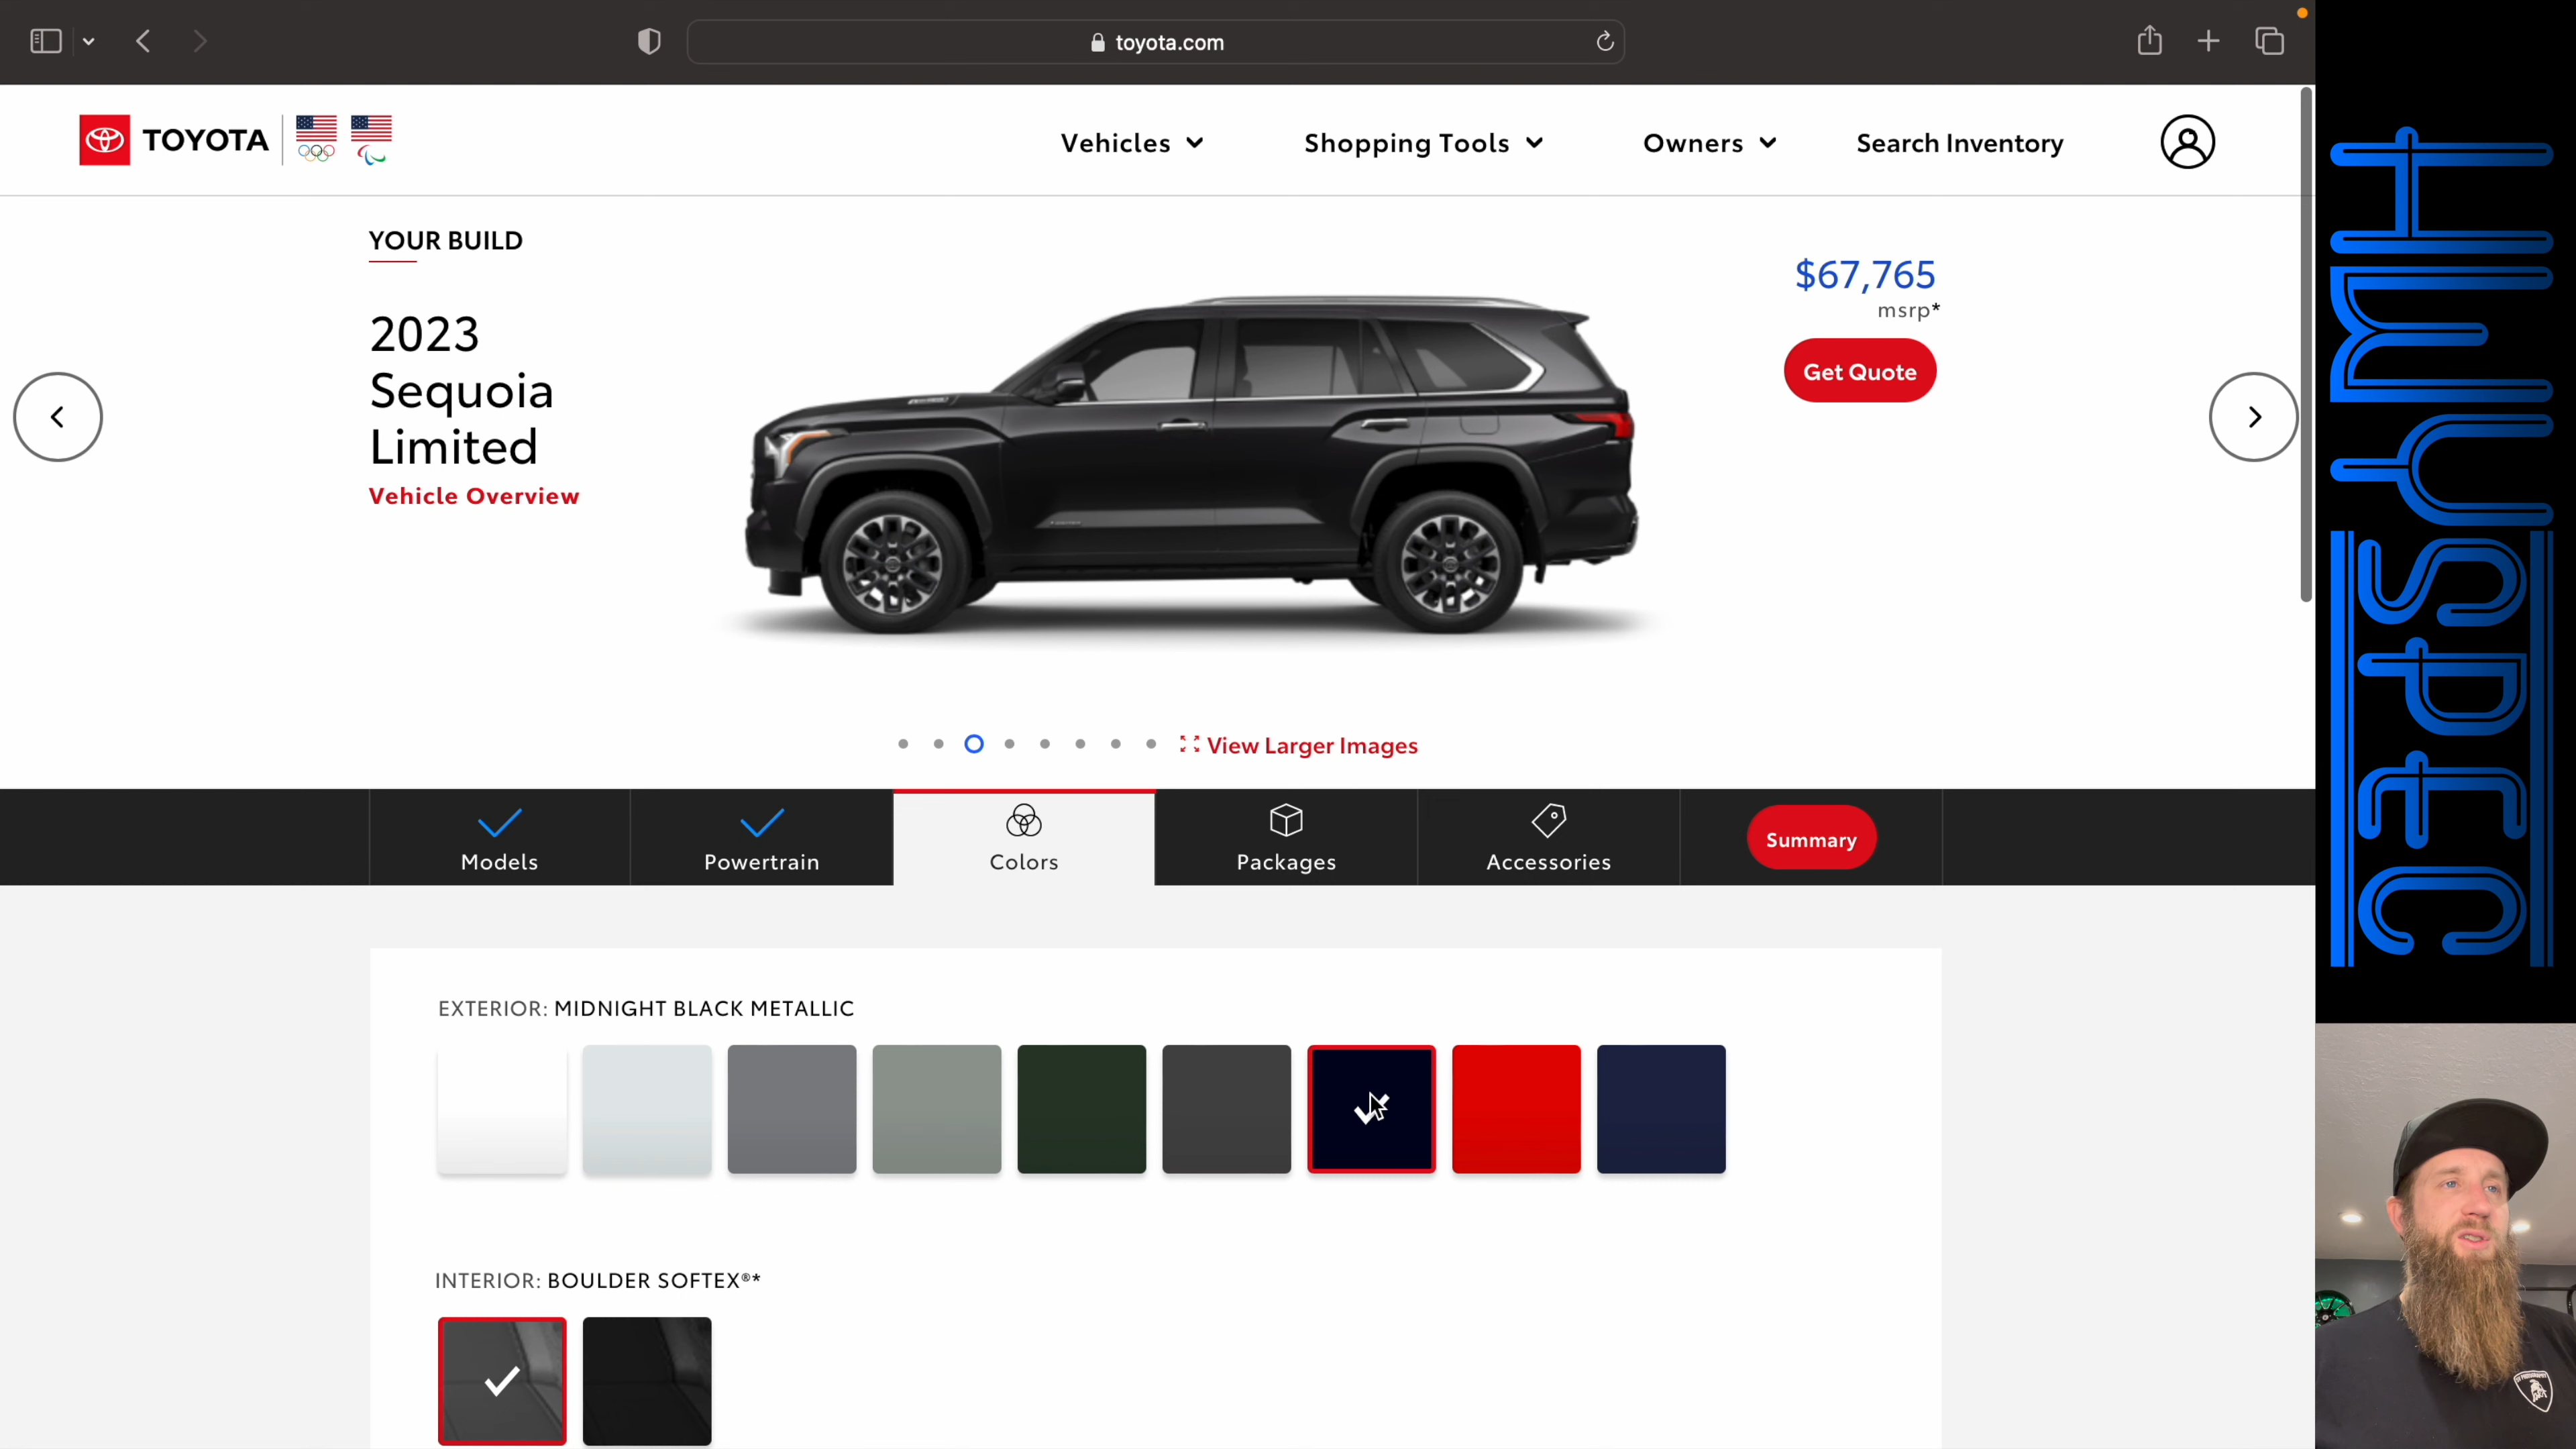 toyota.com
TOYOTA
Vehicles
Shopping Tools
Owners
Search Inventory
YOUR BUILD
2023
Sequoia
Limited
Vehicle Overview
$67,765
msrp*
Get Quote
View Larger Images
Models
Powertrain
Colors
Packages
Accessories
Summary
EXTERIOR: MIDNIGHT BLACK METALLIC
INTERIOR: BOULDER SOFTEX®*